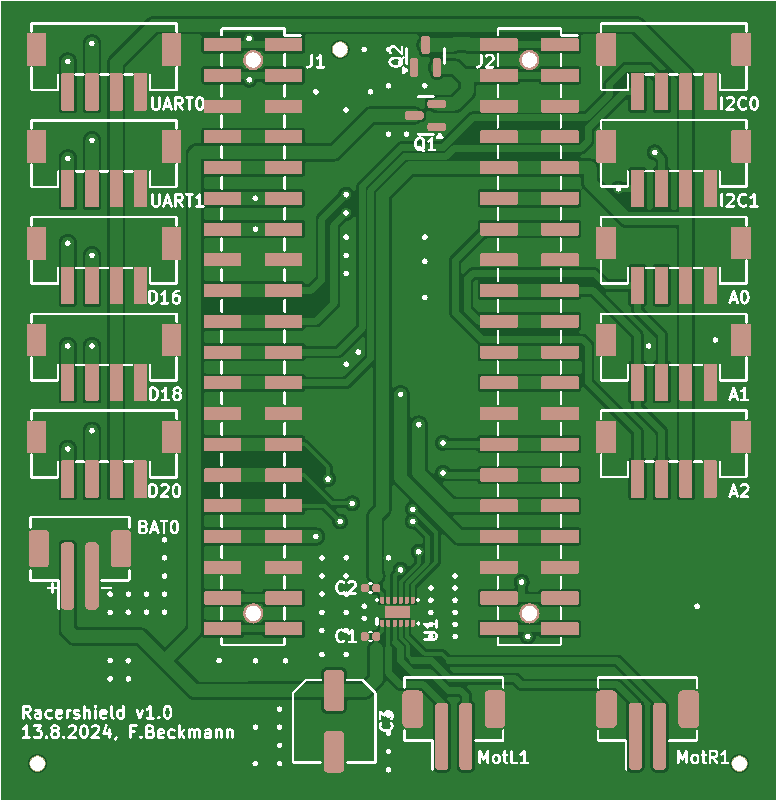 Q2
J1
J2
UART0
I2C0
Q1
UART1
I2C1
D16
A0
D18
A1
D20
A2
BAT0
+ −
C2
C1
U1
Racershield v1.0
C3
13.8.2024, F.Beckmann
MotL1
MotR1